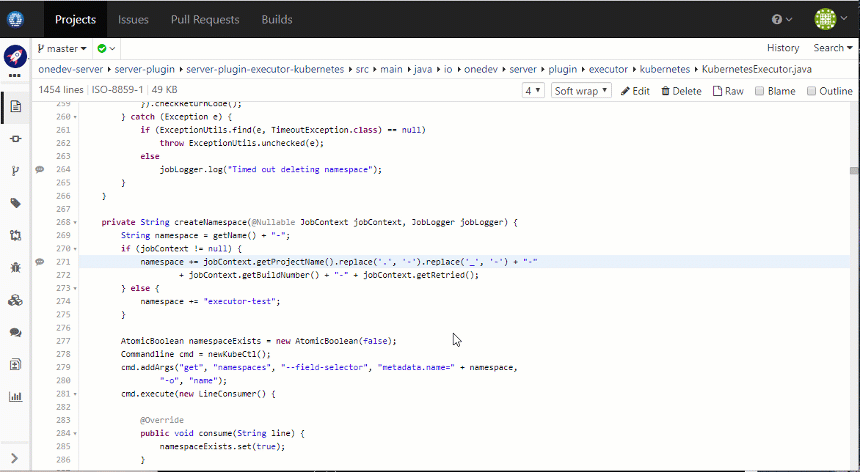 Projects Issues Pull Requests Builds
master
History Search
onedev-server server-plugin server-plugin-executor-kubernetes src main java io onedev server plugin executor kubernetes KubernetesExecutor.java
1454 lines ISO-8859-1 49 KB 4 Soft wrap Edit Delete Raw Blame Outline
259 }).checkReturnCode();
260 } catch (Exception e) {
261 if (ExceptionUtils.find(e, TimeoutException.class) == null)
262 throw ExceptionUtils.unchecked(e);
263 else
264 jobLogger.log("Timed out deleting namespace");
265 }
266 }
267
268 private String createNamespace(@Nullable JobContext jobContext, JobLogger jobLogger) {
269 String namespace = getName() + "-";
270 if (jobContext != null) {
271 namespace += jobContext.getProjectName().replace('.', '-').replace('_', '-') + "-"
272 + jobContext.getBuildNumber() + "-" + jobContext.getRetried();
273 } else {
274 namespace += "executor-test";
275 }
276
277 AtomicBoolean namespaceExists = new AtomicBoolean(false);
278 Commandline cmd = newKubeCtl();
279 cmd.addArgs("get", "namespaces", "--field-selector", "metadata.name=" + namespace,
280 "-o", "name");
281 cmd.execute(new LineConsumer() {
282
283 @Override
284 public void consume(String line) {
285 namespaceExists.set(true);
286 }